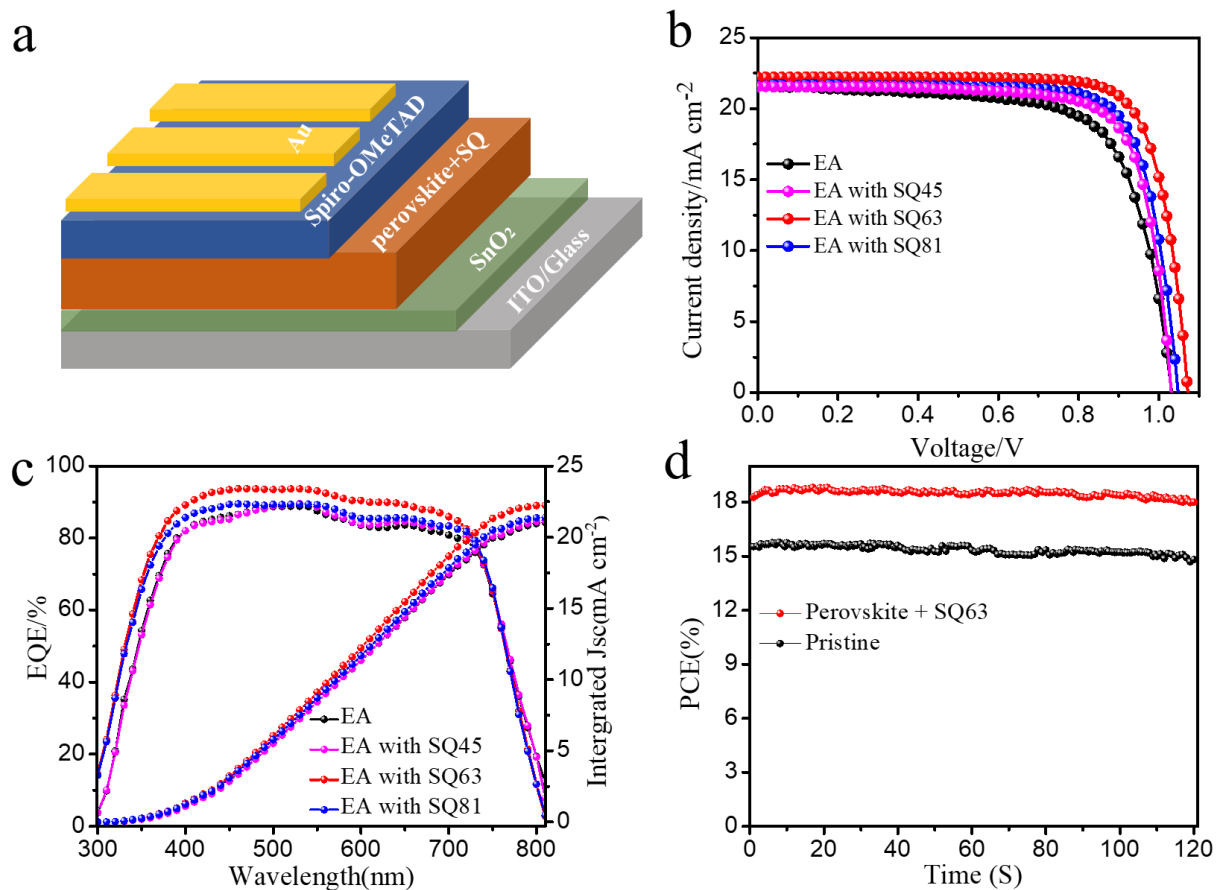 a
Au
Spiro-OMeTAD
perovskite+SQ
SnO₂
ITO/Glass
b
25
20
15
10
5
0
0.0 0.2 0.4 0.6 0.8 1.0
Current density/mA cm⁻²
Voltage/V
EA
EA with SQ45
EA with SQ63
EA with SQ81
c
100
80
60
40
20
0
300 400 500 600 700 800
25
20
15
10
5
0
EQE/%
Wavelength(nm)
Intergrated Jsc(mA cm⁻²)
EA
EA with SQ45
EA with SQ63
EA with SQ81
d
18
15
12
9
6
3
0
0 20 40 60 80 100 120
PCE(%)
Time (S)
Perovskite + SQ63
Pristine